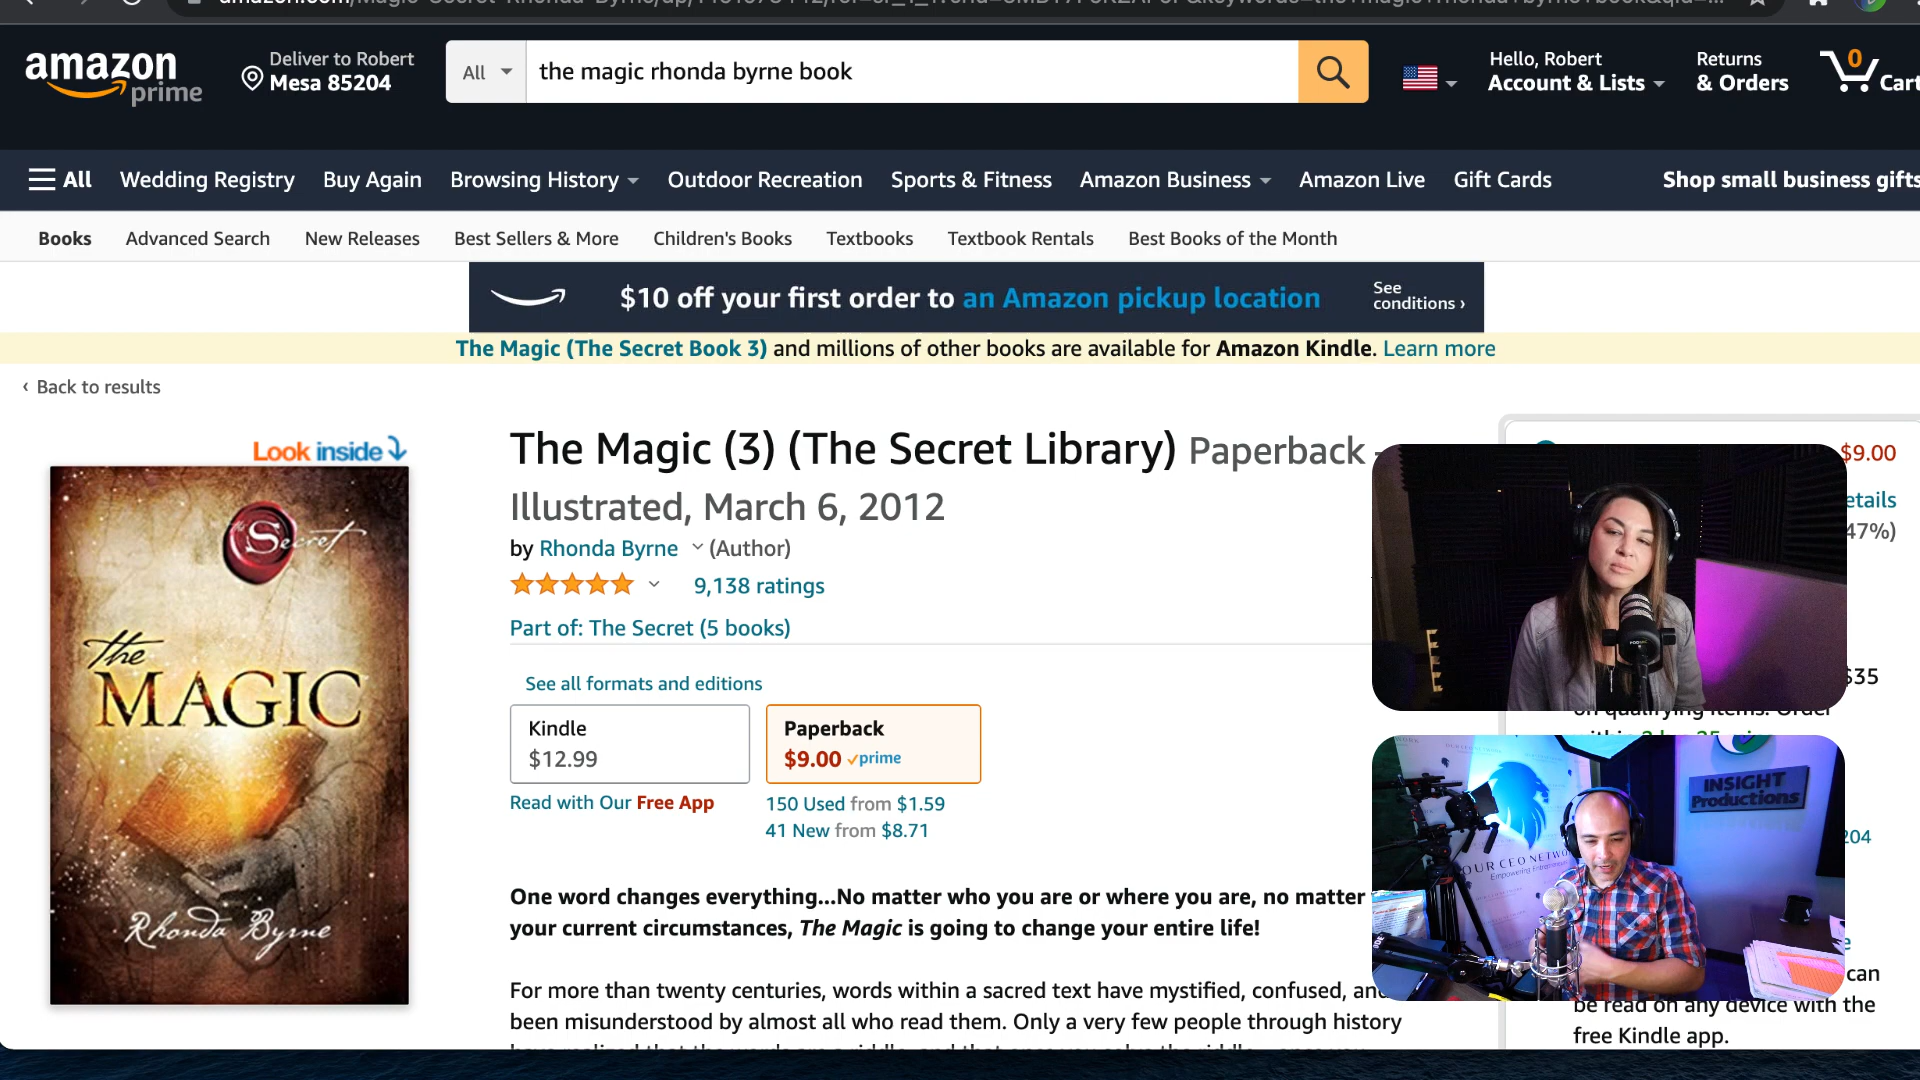 amazon
prime
Deliver to Robert
Mesa 85204
All
the magic rhonda byrne book
Hello, Robert
Account & Lists
Returns
& Orders
0
Cart
All
Wedding Registry
Buy Again
Browsing History
Outdoor Recreation
Sports & Fitness
Amazon Business
Amazon Live
Gift Cards
Shop small business gifts
Books
Advanced Search
New Releases
Best Sellers & More
Children's Books
Textbooks
Textbook Rentals
Best Books of the Month
$10 off your first order to an Amazon pickup location
See
conditions ›
The Magic (The Secret Book 3) and millions of other books are available for Amazon Kindle. Learn more
‹ Back to results
Look inside
The Secret
The
MAGIC
Rhonda Byrne
The Magic (3) (The Secret Library) Paperback –
Illustrated, March 6, 2012
by Rhonda Byrne (Author)
9,138 ratings
Part of: The Secret (5 books)
See all formats and editions
Kindle
$12.99
Read with Our Free App
Paperback
$9.00 prime
150 Used from $1.59
41 New from $8.71
One word changes everything...No matter who you are or where you are, no matter
your current circumstances, The Magic is going to change your entire life!
For more than twenty centuries, words within a sacred text have mystified, confused, and
been misunderstood by almost all who read them. Only a very few people through history
$9.00
etails
47%)
$35
on qualifying items. Order
204
can
be read on any device with the
free Kindle app.
INSIGHT
Productions
OUR CEO NETWO
Empowering Entrepreneurs